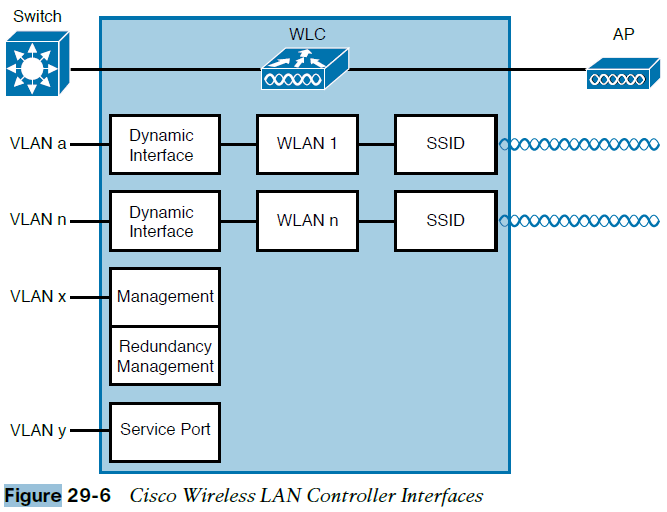 Switch
WLC
AP
VLAN a
Dynamic
Interface
WLAN 1
SSID
VLAN n
Dynamic
Interface
WLAN n
SSID
VLAN x
Management
Redundancy
Management
VLAN y
Service Port
Figure 29-6 Cisco Wireless LAN Controller Interfaces